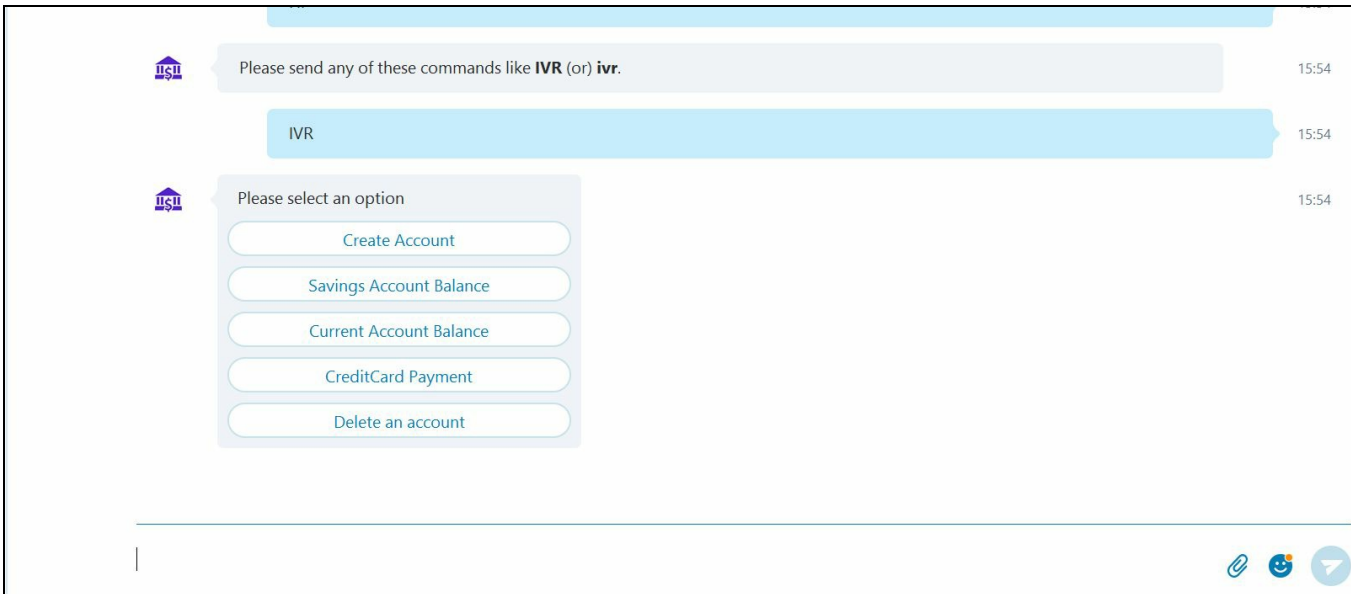 Please send any of these commands like IVR (or) ivr.
15:54
IVR
15:54
Please select an option
15:54
Create Account
Savings Account Balance
Current Account Balance
CreditCard Payment
Delete an account